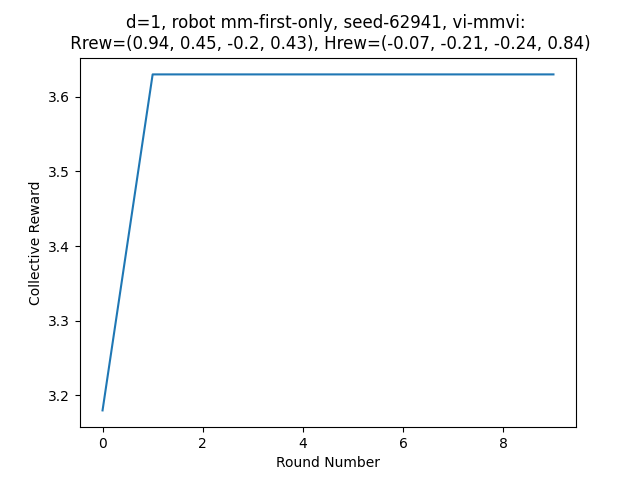 d=1, robot mm-first-only, seed-62941, vi-mmvi:
Rrew=(0.94, 0.45, -0.2, 0.43), Hrew=(-0.07, -0.21, -0.24, 0.84)
3.6
3.5
3.4
3.3
3.2
Collective Reward
0 2 4 6 8
Round Number